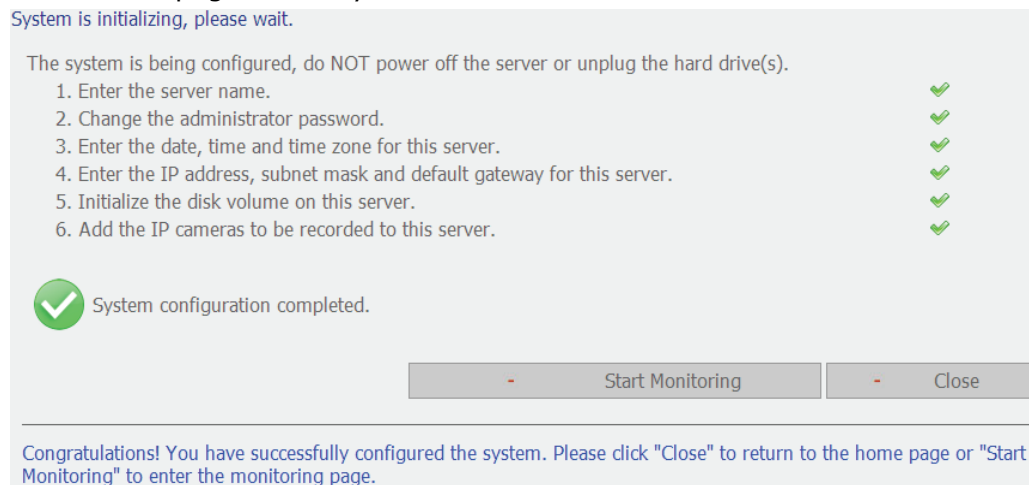 System is initializing, please wait.
The system is being configured, do NOT power off the server or unplug the hard drive(s).
1. Enter the server name.
2. Change the administrator password.
3. Enter the date, time and time zone for this server.
4. Enter the IP address, subnet mask and default gateway for this server.
5. Initialize the disk volume on this server.
6. Add the IP cameras to be recorded to this server.
System configuration completed.
- Start Monitoring - Close
Congratulations! You have successfully configured the system. Please click "Close" to return to the home page or "Start
Monitoring" to enter the monitoring page.